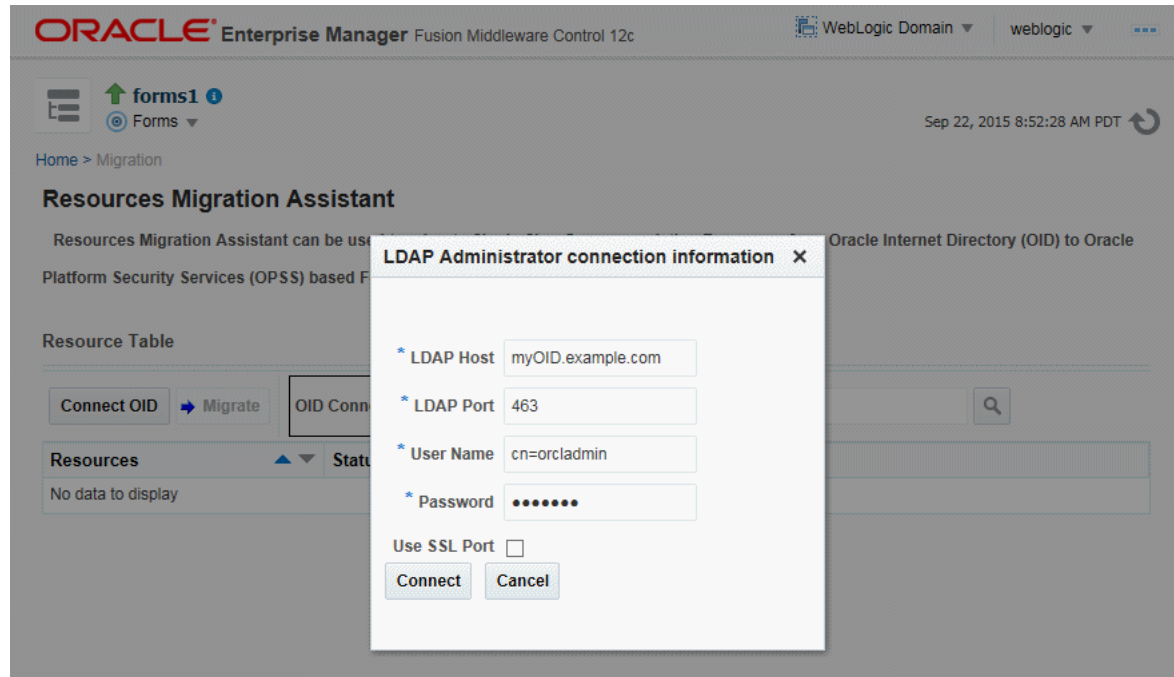 ORACLE Enterprise Manager Fusion Middleware Control 12c
WebLogic Domain
weblogic
forms1
Forms
Sep 22, 2015 8:52:28 AM PDT
Home > Migration
Resources Migration Assistant
Resources Migration Assistant can be use
Oracle Internet Directory (OID) to Oracle
Platform Security Services (OPSS) based F
Resource Table
Connect OID
Migrate
OID Conn
Resources
Statu
No data to display
LDAP Administrator connection information
* LDAP Host myOID.example.com
* LDAP Port 463
* User Name cn=orcladmin
* Password •••••••
Use SSL Port
Connect
Cancel